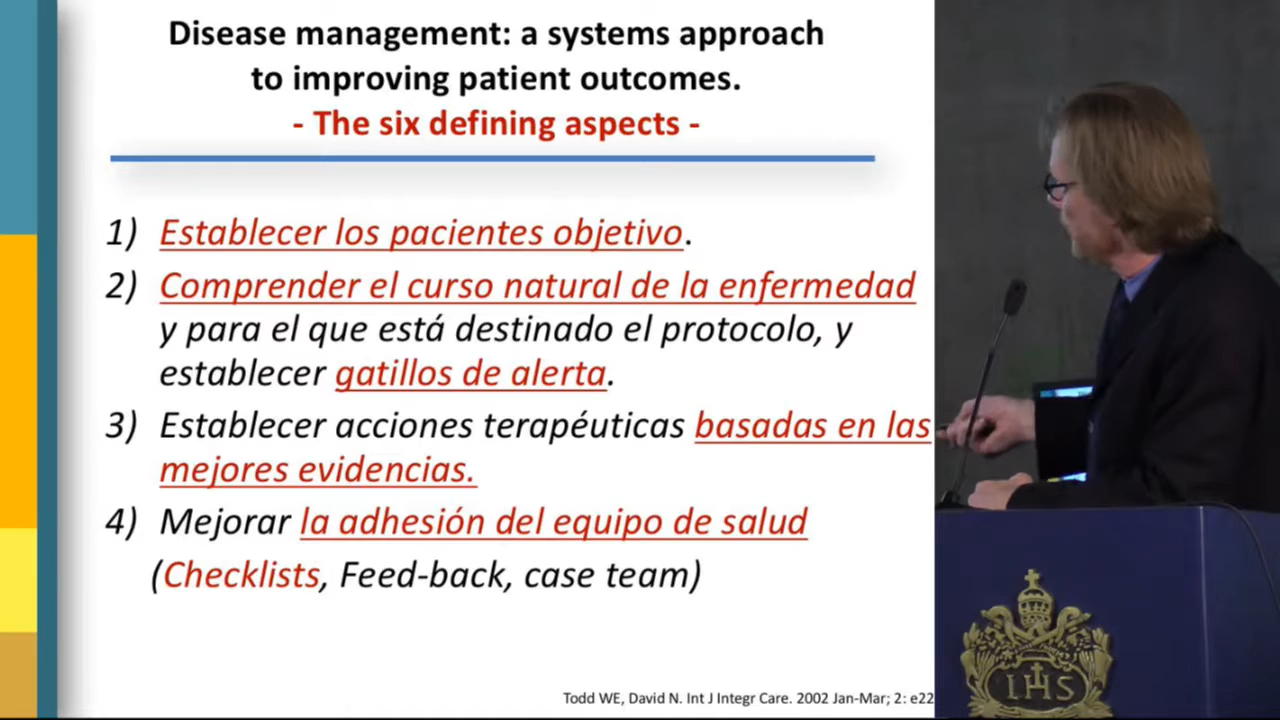 Disease management: a systems approach
to improving patient outcomes.
- The six defining aspects -
1) Establecer los pacientes objetivo.
2) Comprender el curso natural de la enfermedad
y para el que está destinado el protocolo, y
establecer gatillos de alerta.
3) Establecer acciones terapéuticas basadas en las
mejores evidencias.
4) Mejorar la adhesión del equipo de salud
(Checklists, Feed-back, case team)
Todd WE, David N. Int J Integr Care. 2002 Jan-Mar; 2: e22
IHS